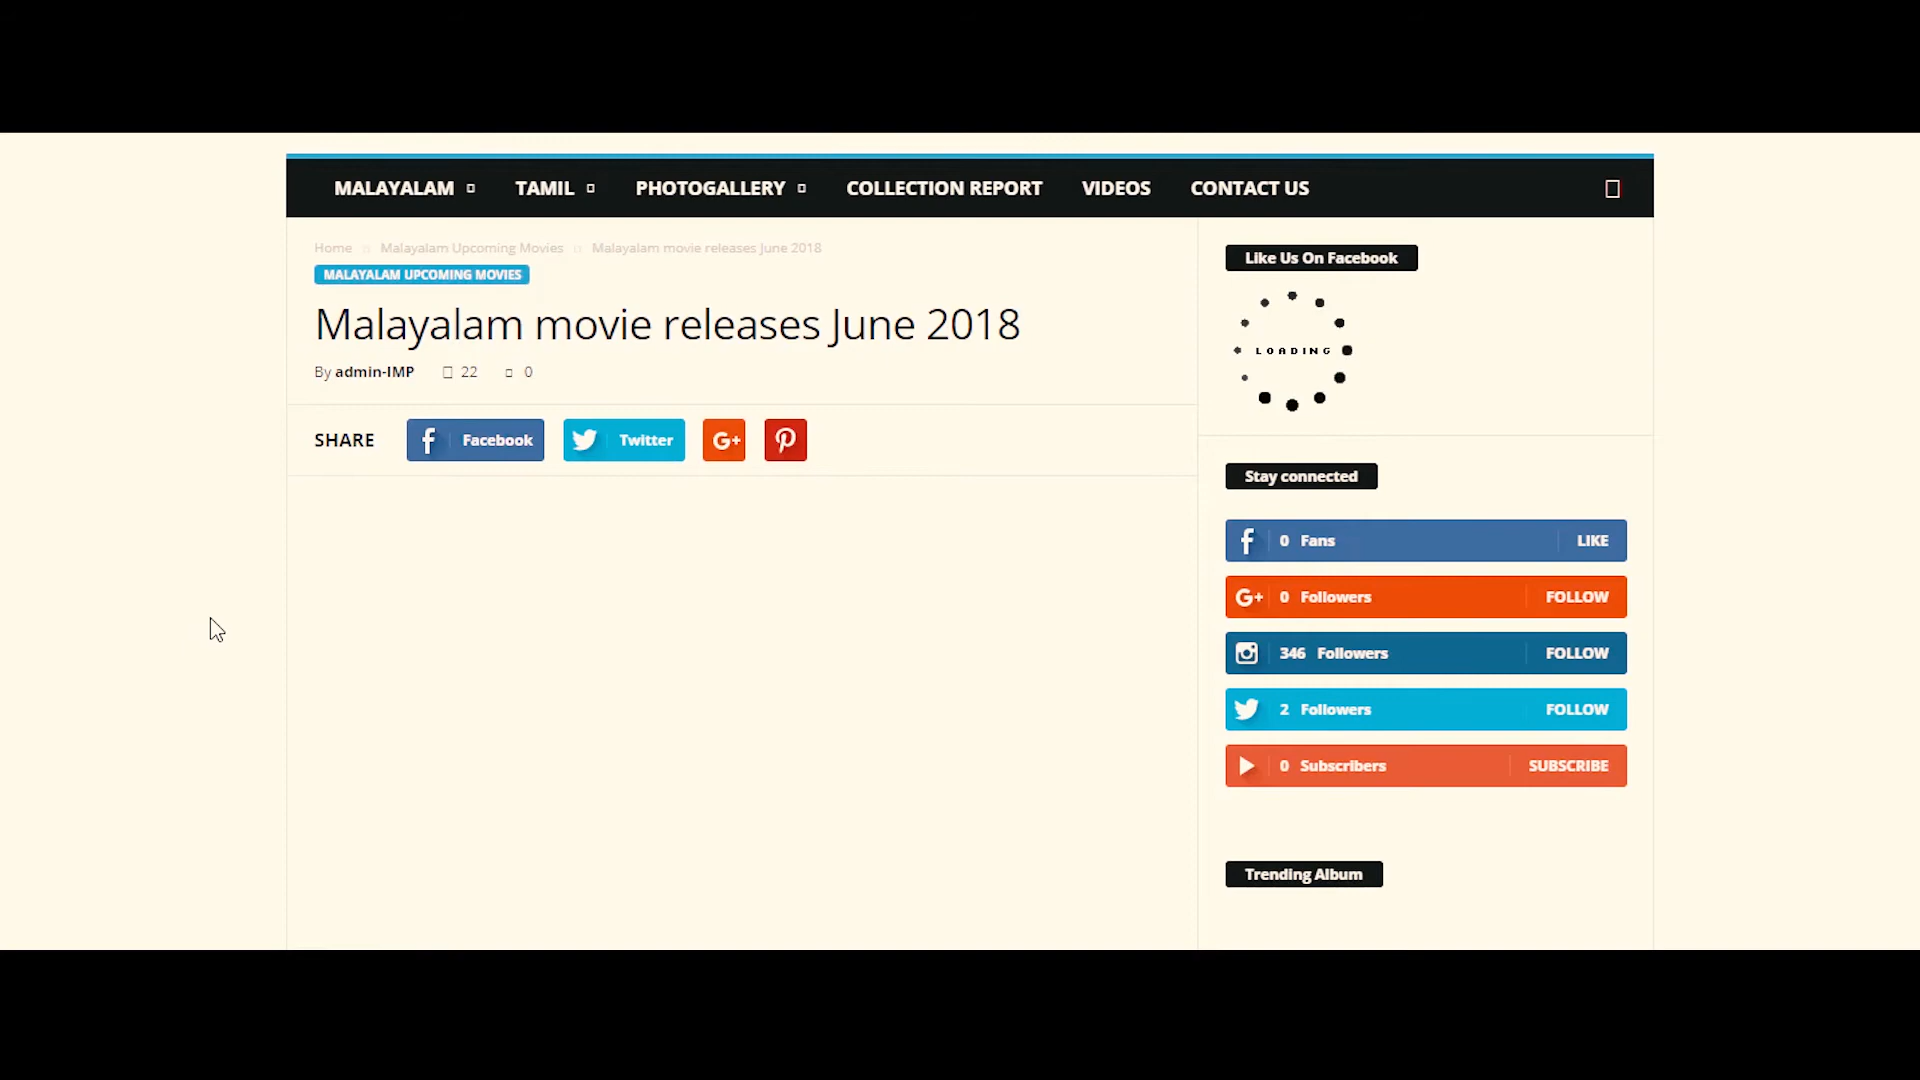 MALAYALAM TAMIL PHOTOGALLERY COLLECTION REPORT VIDEOS CONTACT US
Home Malayalam Upcoming Movies Malayalam movie releases June 2018
MALAYALAM UPCOMING MOVIES
Malayalam movie releases June 2018
By admin-IMP 22 0
SHARE Facebook Twitter G+
Like Us On Facebook
LOADING
Stay connected
0 Fans LIKE
G+ 0 Followers FOLLOW
346 Followers FOLLOW
2 Followers FOLLOW
0 Subscribers SUBSCRIBE
Trending Album